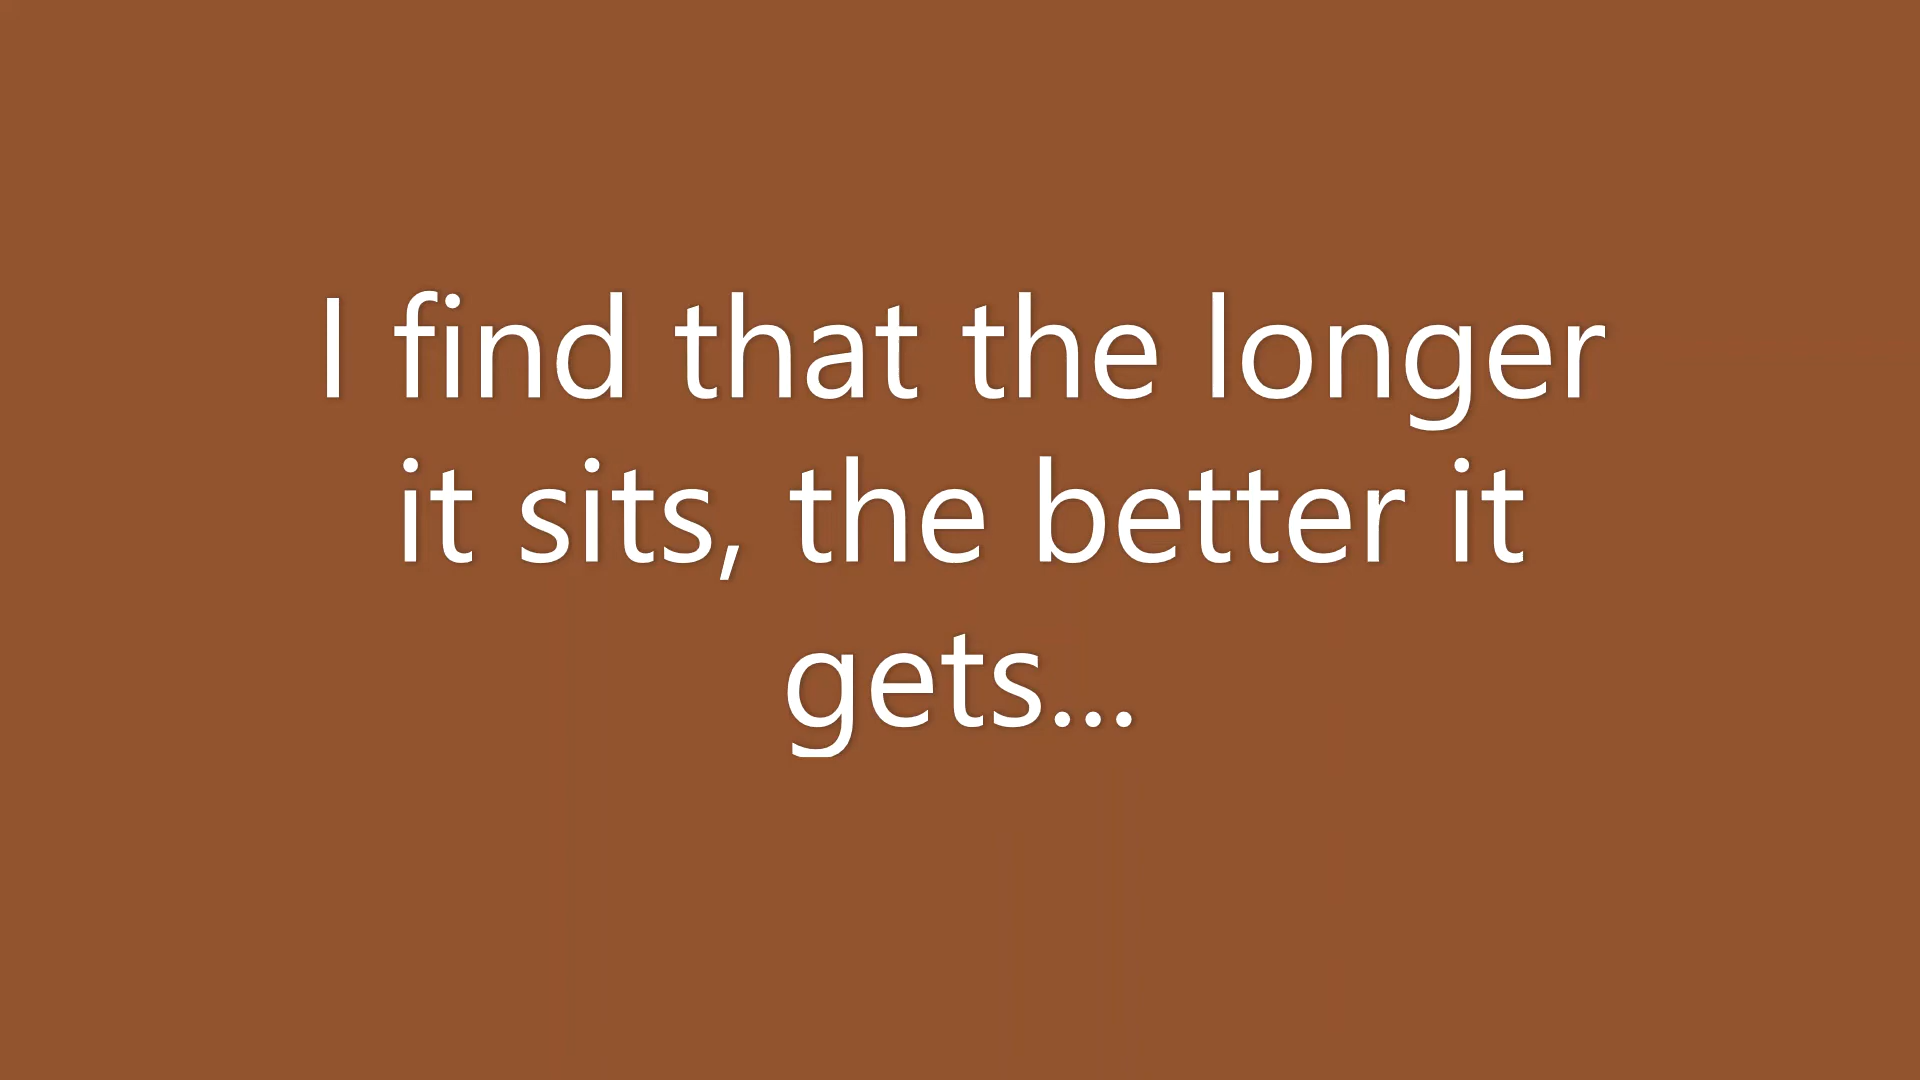 I find that the longer
it sits, the better it
gets...